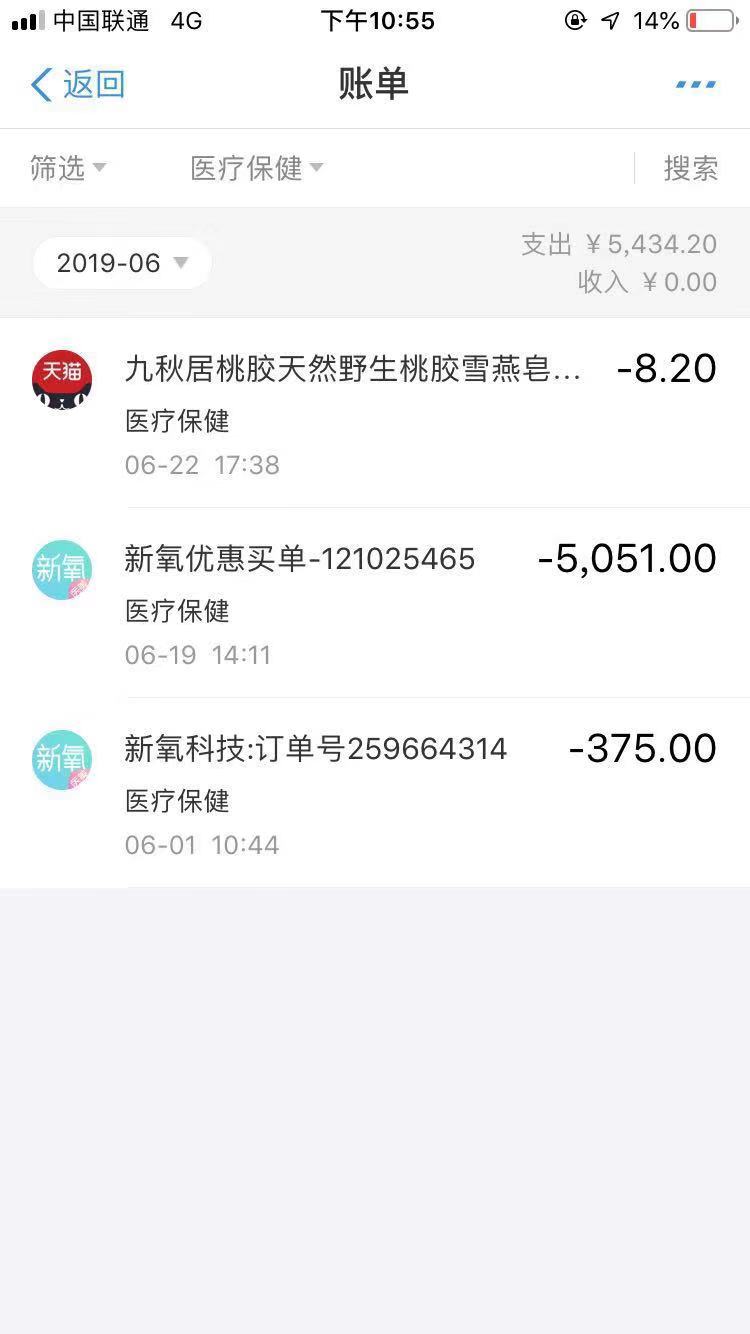 中国联通 4G 下午10:55 14%
返回 账单
筛选 医疗保健 搜索
2019-06
支出 ￥5,434.20
收入 ￥0.00
天猫
九秋居桃胶天然野生桃胶雪燕皂... -8.20
医疗保健
06-22 17:38
新氧
新氧优惠买单-121025465 -5,051.00
医疗保健
06-19 14:11
新氧
新氧科技:订单号259664314 -375.00
医疗保健
06-01 10:44